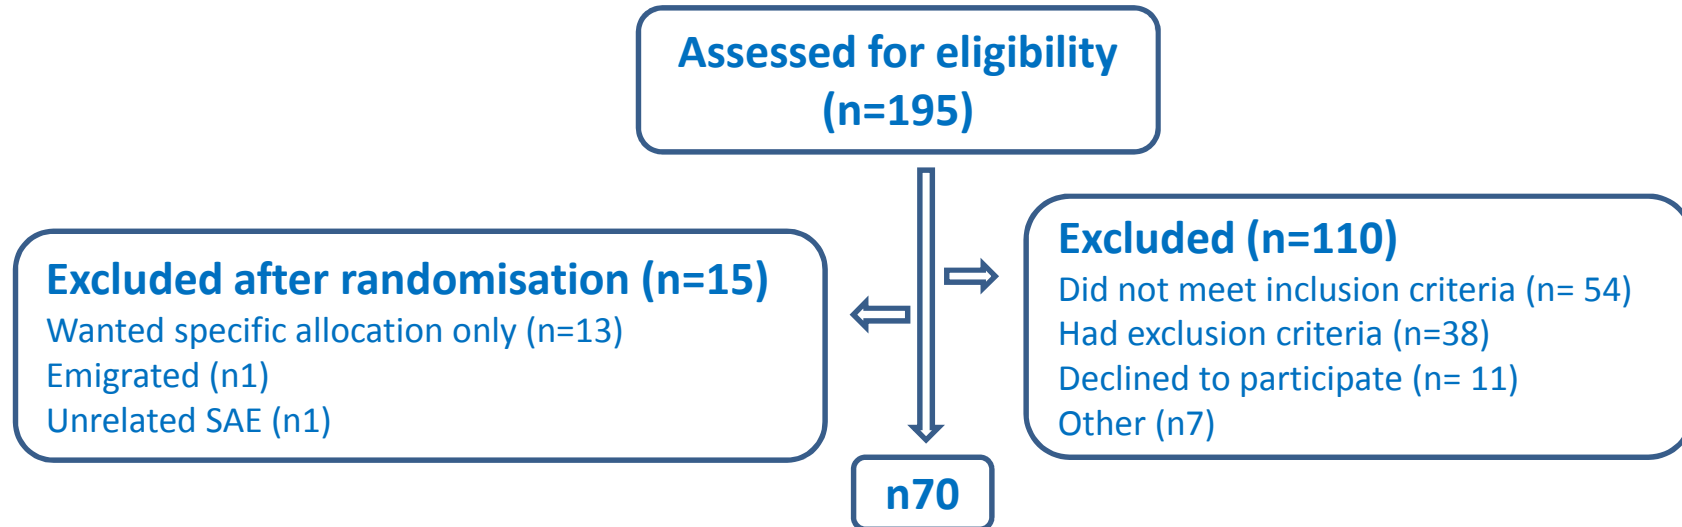 Assessed for eligibility
(n=195)
Excluded after randomisation (n=15)
Wanted specific allocation only (n=13)
Emigrated (n1)
Unrelated SAE (n1)
Excluded (n=110)
Did not meet inclusion criteria (n= 54)
Had exclusion criteria (n=38)
Declined to participate (n= 11)
Other (n7)
n70